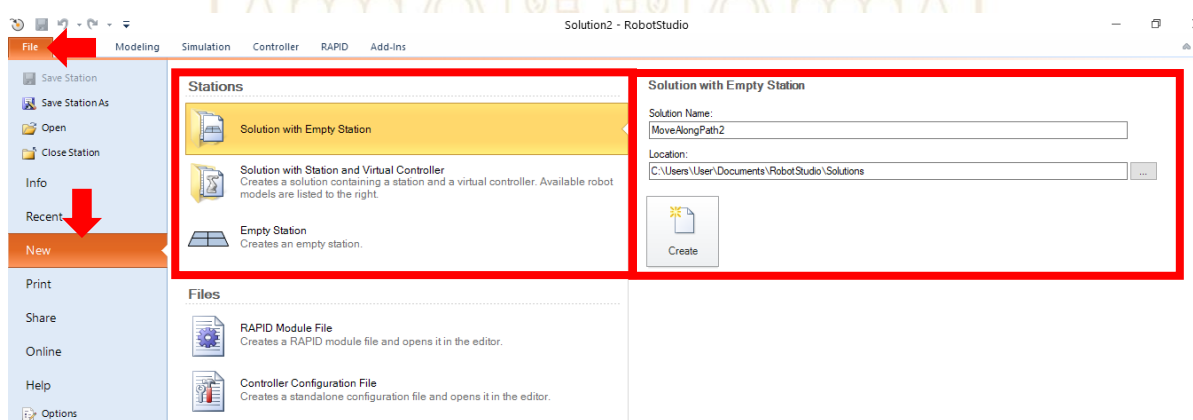 Solution2 - RobotStudio
File Modeling Simulation Controller RAPID Add-Ins
Save Station
Save Station As
Open
Close Station
Info
Recent
New
Print
Share
Online
Help
Options
Stations
Solution with Empty Station
Solution with Station and Virtual Controller
Creates a solution containing a station and a virtual controller. Available robot
models are listed to the right.
Empty Station
Creates an empty station.
Files
RAPID Module File
Creates a RAPID module file and opens it in the editor.
Controller Configuration File
Creates a standalone configuration file and opens it in the editor.
Solution with Empty Station
Solution Name:
MoveAlongPath2
Location:
C:\Users\User\Documents\RobotStudio\Solutions
...
Create